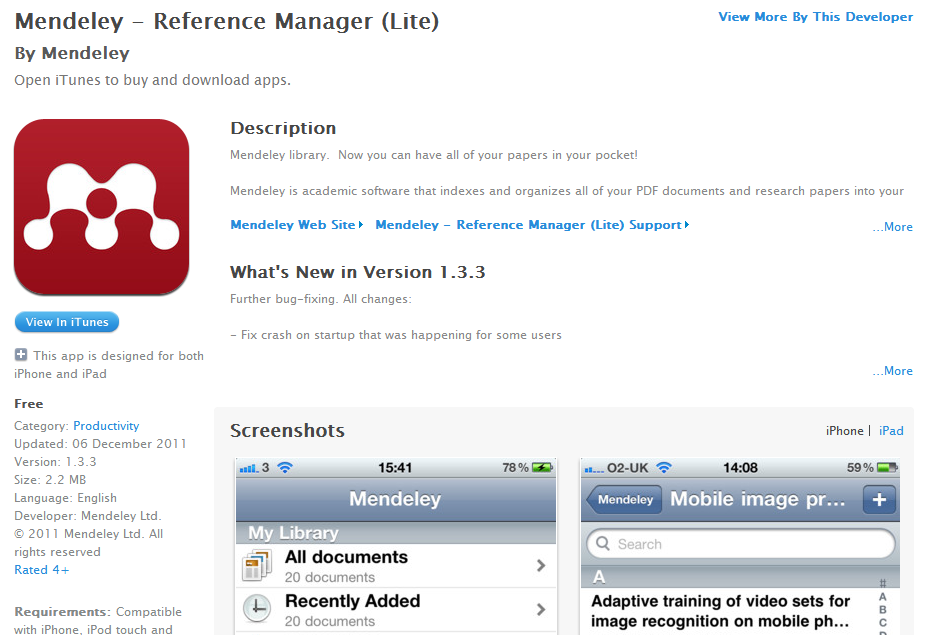 Mendeley – Reference Manager (Lite)
View More By This Developer
By Mendeley
Open iTunes to buy and download apps.
Description
Mendeley library. Now you can have all of your papers in your pocket!
Mendeley is academic software that indexes and organizes all of your PDF documents and research papers into your
Mendeley Web Site
Mendeley – Reference Manager (Lite) Support
...More
What's New in Version 1.3.3
Further bug-fixing. All changes:
- Fix crash on startup that was happening for some users
...More
View In iTunes
This app is designed for both
iPhone and iPad
Free
Category: Productivity
Updated: 06 December 2011
Version: 1.3.3
Size: 2.2 MB
Language: English
Developer: Mendeley Ltd.
© 2011 Mendeley Ltd. All
rights reserved
Rated 4+
Requirements: Compatible
with iPhone, iPod touch and
Screenshots
iPhone | iPad
3 15:41 78%
Mendeley
My Library
All documents
20 documents
Recently Added
20 documents
O2-UK 14:08 59%
Mendeley Mobile image pr... +
Search
A
Adaptive training of video sets for
image recognition on mobile ph...
#
A
B
C
D